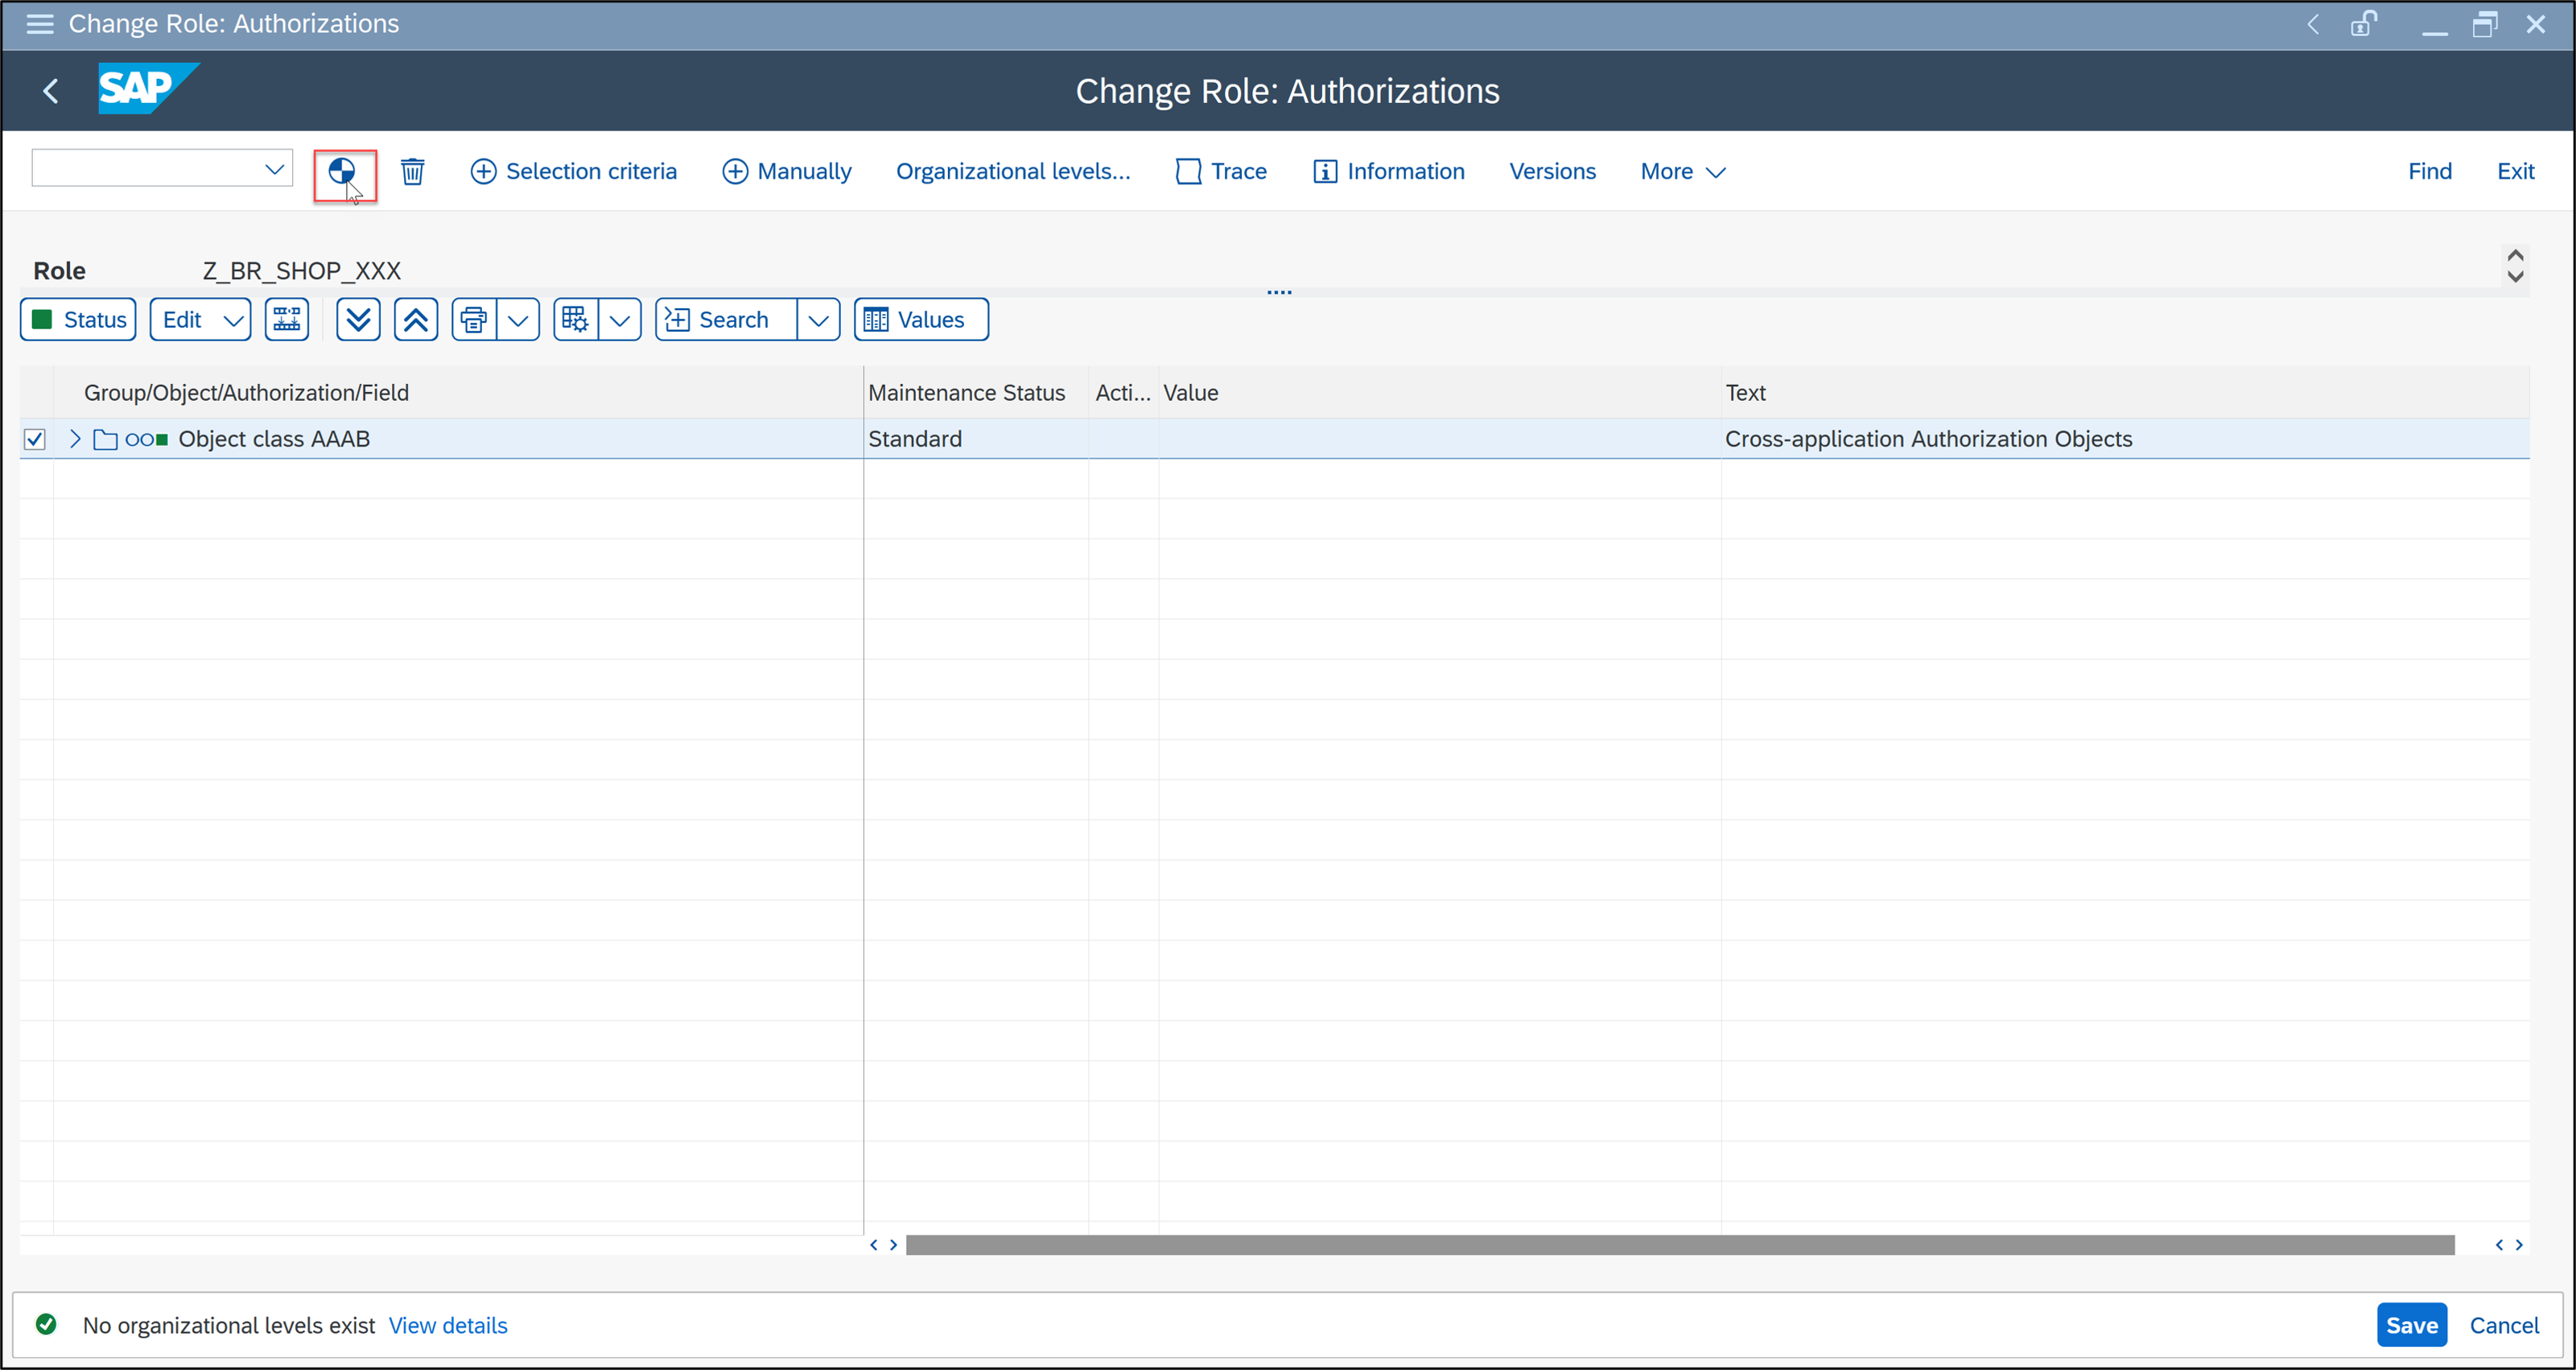 Change Role: Authorizations
SAP
Change Role: Authorizations
Selection criteria Manually Organizational levels... Trace Information Versions More Find Exit
Role Z_BR_SHOP_XXX
Status Edit Search Values
Group/Object/Authorization/Field Maintenance Status Acti... Value Text
Object class AAAB Standard Cross-application Authorization Objects
No organizational levels exist View details Save Cancel